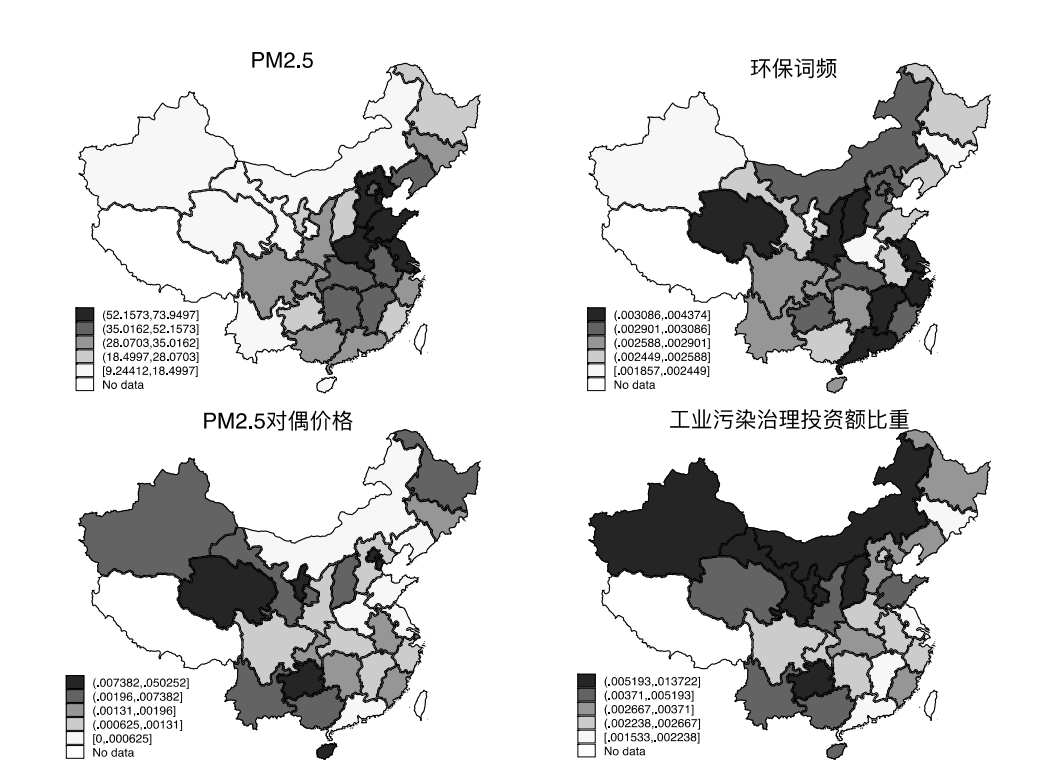 PM2.5
(52.1573,73.9497]
(35.0162,52.1573]
(28.0703,35.0162]
(18.4997,28.0703]
[9.24412,18.4997]
No data
环保词频
(.003086,.004374]
(.002901,.003086]
(.002588,.002901]
(.002449,.002588]
[.001857,.002449]
No data
PM2.5对偶价格
(.007382,.050252]
(.00196,.007382]
(.00131,.00196]
(.000625,.00131]
[0,.000625]
No data
工业污染治理投资额比重
(.005193,.013722]
(.00371,.005193]
(.002667,.00371]
(.002238,.002667]
[.001533,.002238]
No data